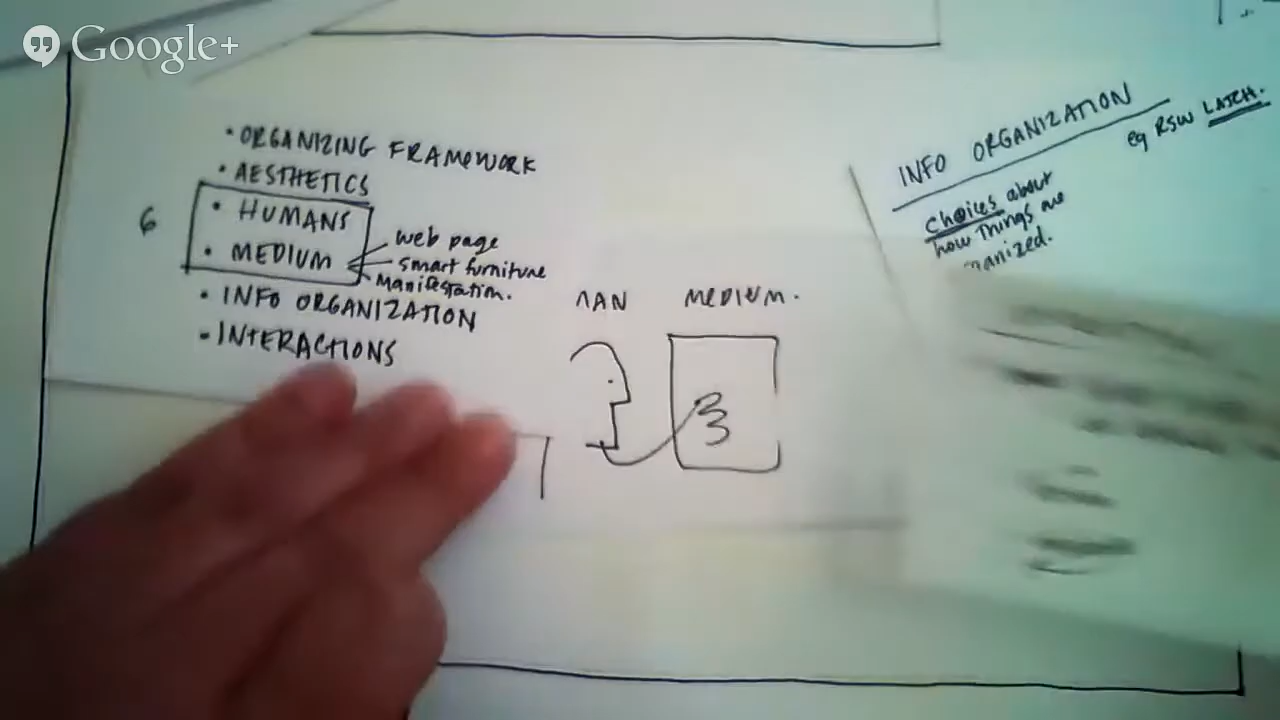 Google+
• ORGANIZING FRAMEWORK
• AESTHETICS
6
• HUMANS
• MEDIUM
web page
smart furniture
manifestation.
• INFO ORGANIZATION
• INTERACTIONS
MEDIUM.
3
INFO ORGANIZATION
eg RSW LATCH.
choices about
how things are